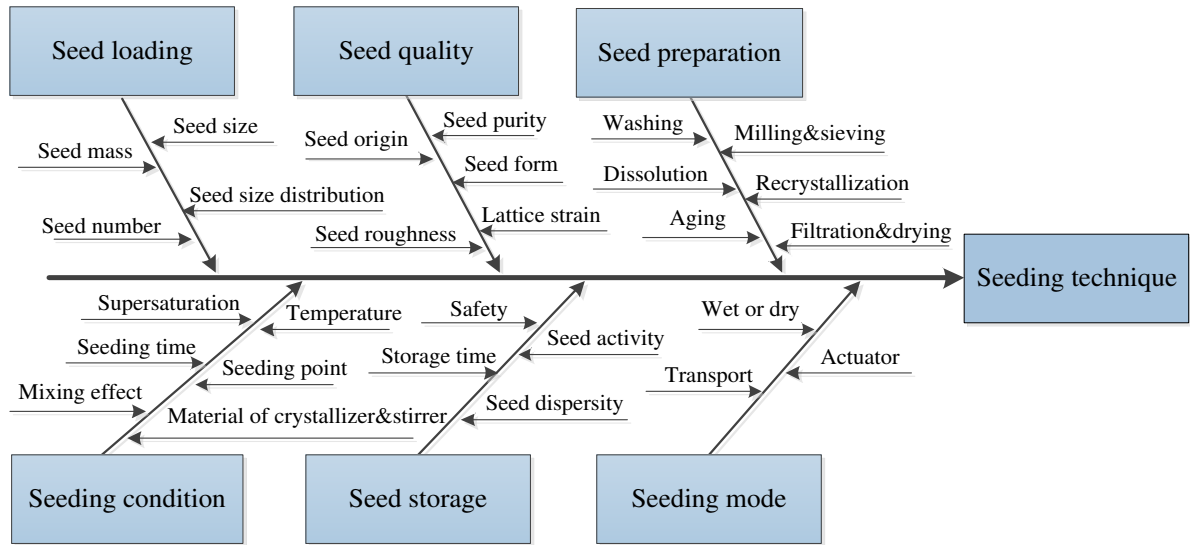 Seed loading
Seed quality
Seed preparation
Seed size
Seed mass
Seed size distribution
Seed number
Seed purity
Seed origin
Seed form
Lattice strain
Seed roughness
Washing
Milling&sieving
Dissolution
Recrystallization
Aging
Filtration&drying
Seeding technique
Supersaturation
Temperature
Seeding time
Seeding point
Mixing effect
Material of crystallizer&stirrer
Safety
Seed activity
Storage time
Seed dispersity
Wet or dry
Actuator
Transport
Seeding condition
Seed storage
Seeding mode